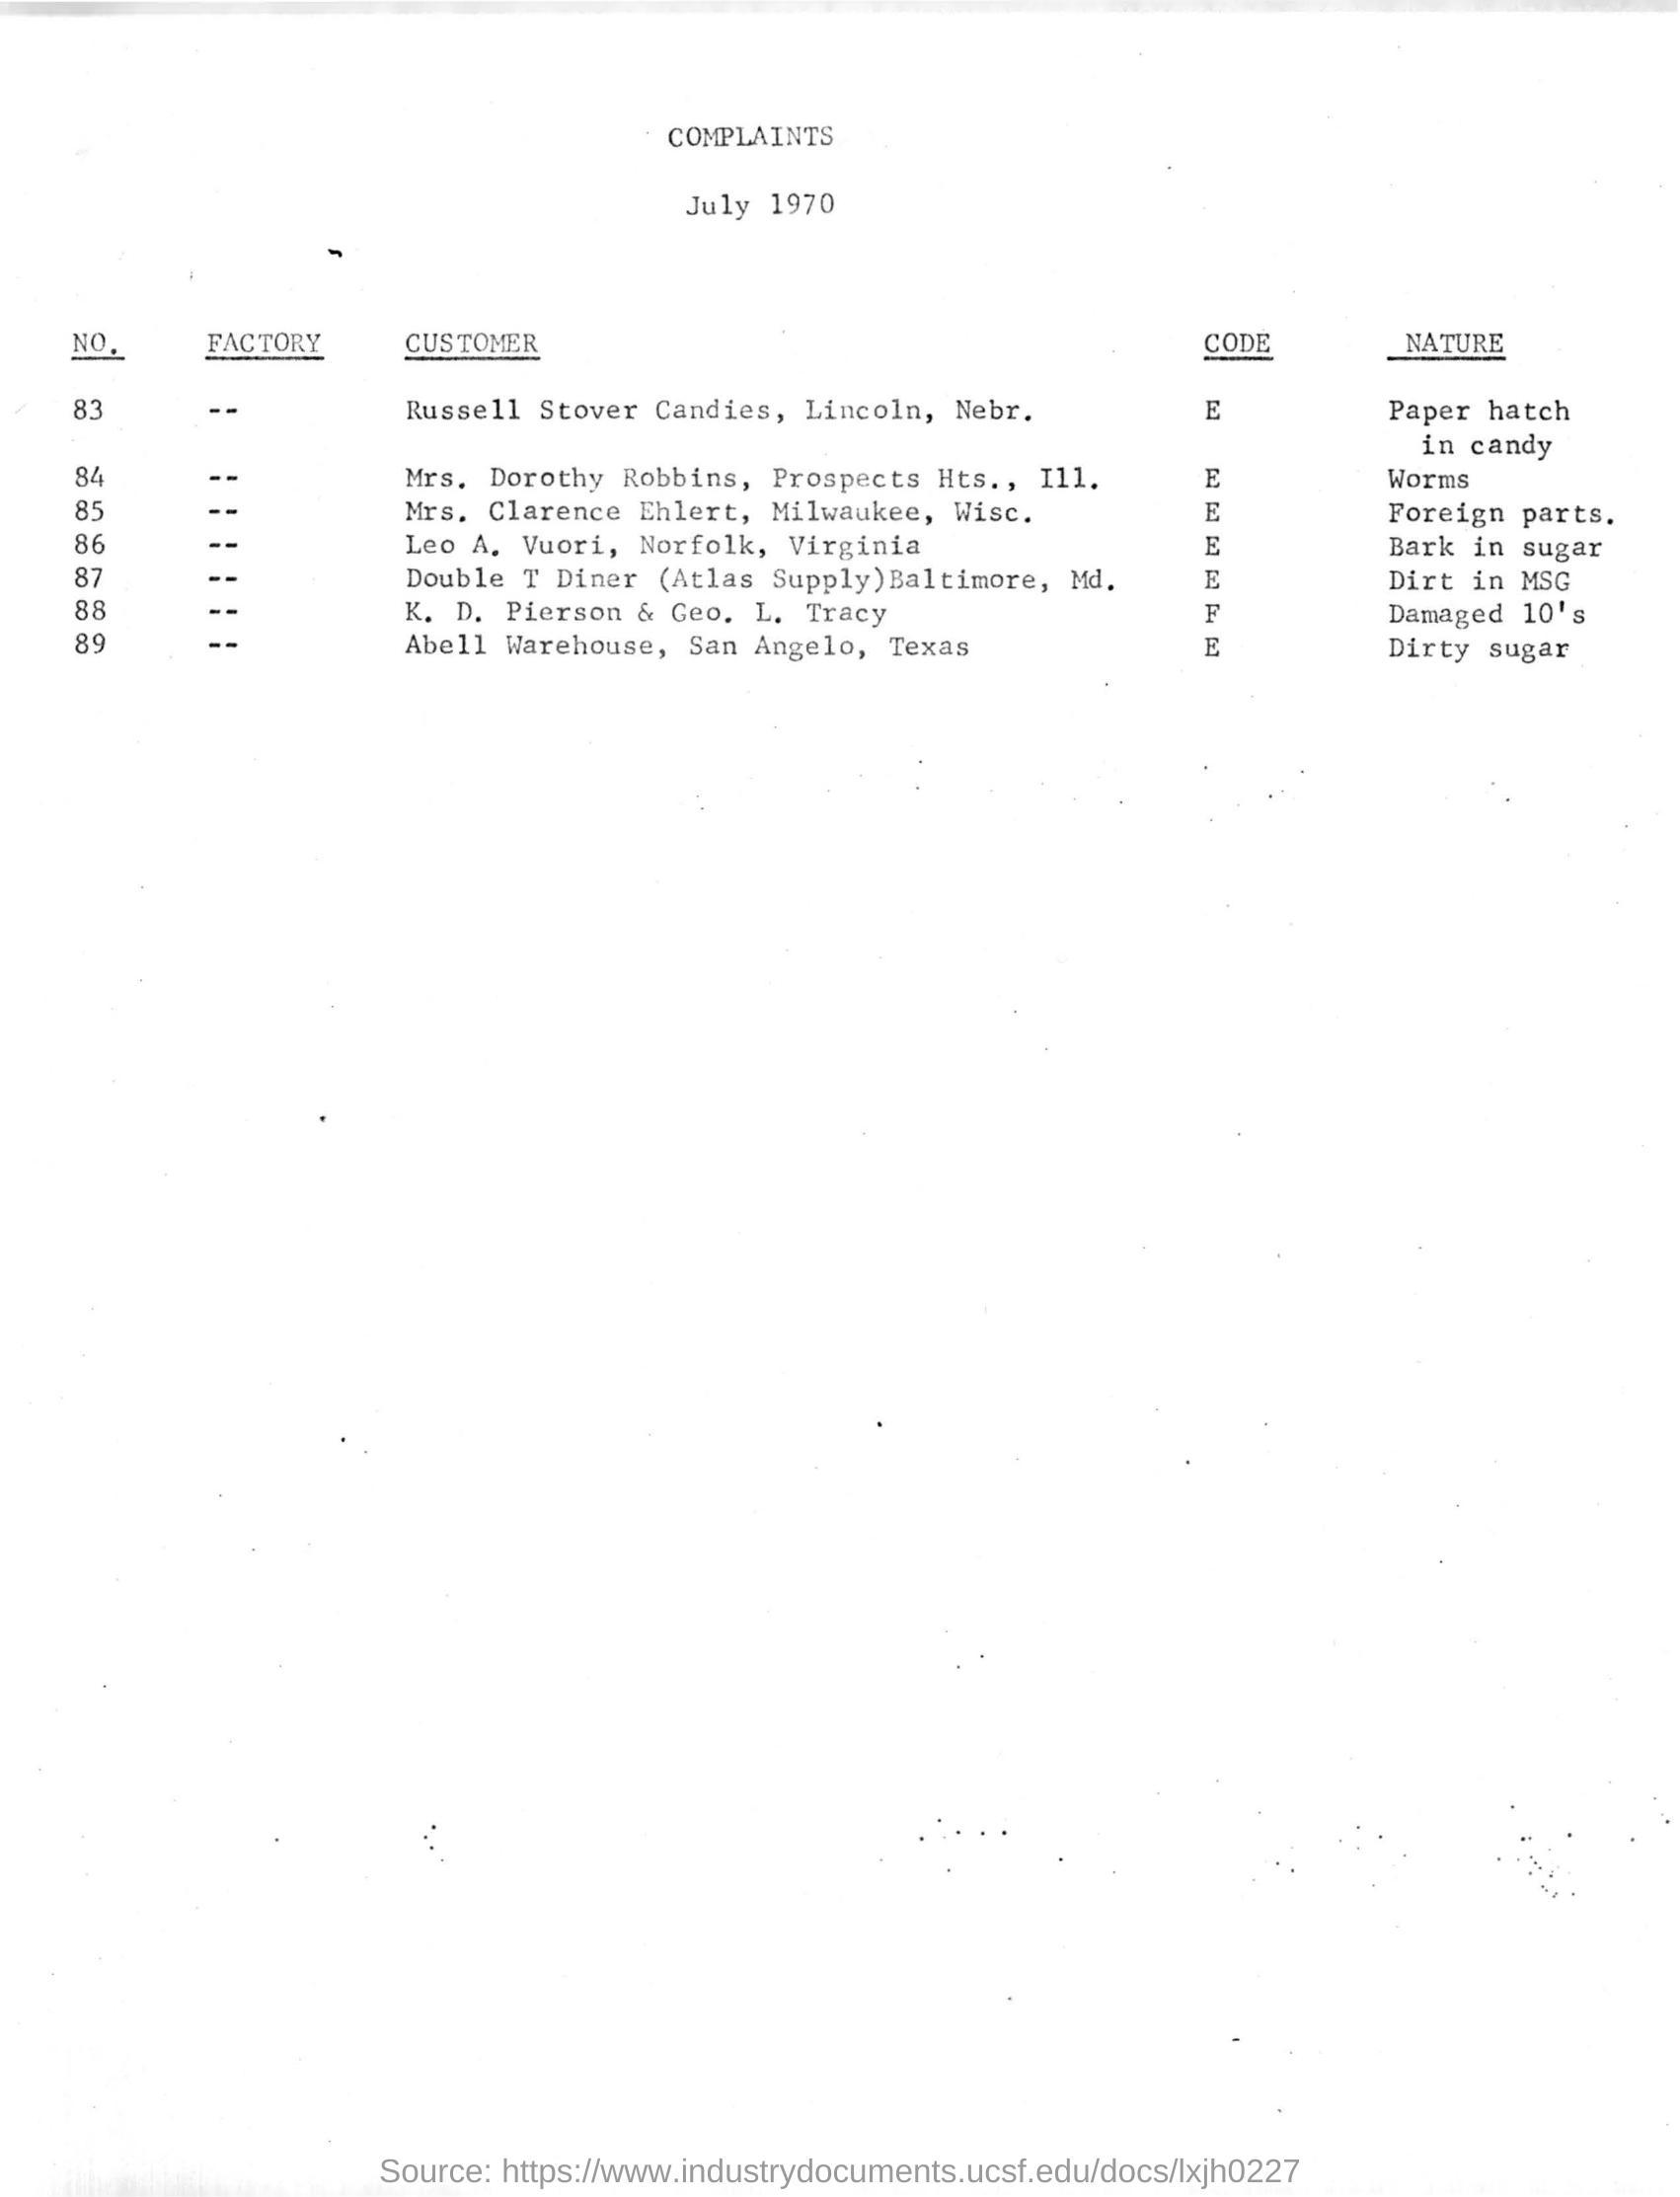 COMPLAINTS
July 1970
NO. FACTORY CUSTOMER CODE NATURE
83 -- Russell Stover Candies, Lincoln, Nebr. E Paper hatch
in candy
84 -- Mrs. Dorothy Robbins, Prospects Hts., Ill. E Worms
85 -- Mrs. Clarence Ehlert, Milwaukee, Wisc. E Foreign parts.
86 -- Leo A. Vuori, Norfolk, Virginia E Bark in sugar
87 -- Double T Diner (Atlas Supply)Baltimore, Md. E Dirt in MSG
88 -- K. D. Pierson & Geo. L. Tracy F Damaged 10's
89 -- Abell Warehouse, San Angelo, Texas E Dirty sugar
Source: https://www.industrydocuments.ucsf.edu/docs/lxjh0227